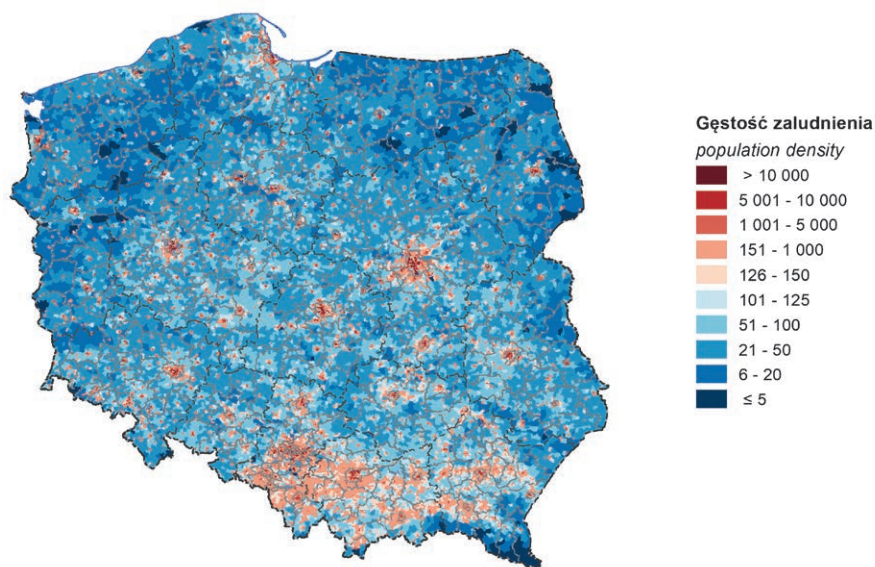 Gęstość zaludnienia
population density
> 10 000
5 001 - 10 000
1 001 - 5 000
151 - 1 000
126 - 150
101 - 125
51 - 100
21 - 50
6 - 20
≤ 5